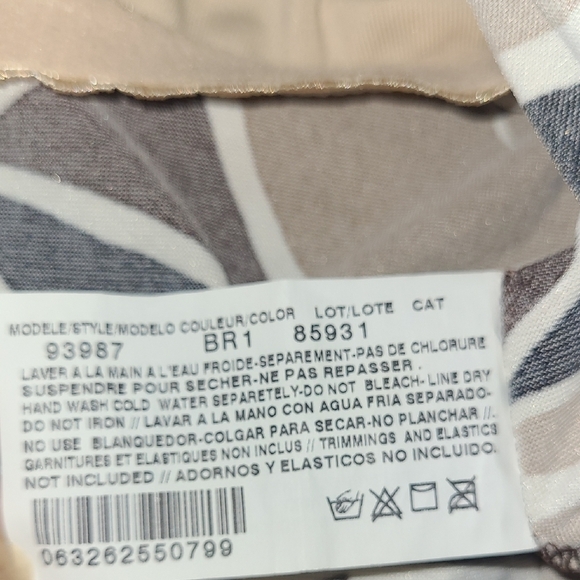 MODELE/STYLE/MODELO COULEUR/COLOR LOT/LOTE CAT
93987 BR1 85931
LAVER A LA MAIN A L'EAU FROIDE-SEPAREMENT-PAS DE CHLORURE
SUSPENDRE POUR SECHER-NE PAS REPASSER.
HAND WASH COLD WATER SEPARETELY-DO NOT BLEACH-LINE DRY
DO NOT IRON // LAVAR A LA MANO CON AGUA FRIA SEPARADO-
NO USE BLANQUEDOR-COLGAR PARA SECAR-NO PLANCHAR //.
GARNITURES ET ELASTIQUES NON INCLUS // TRIMMINGS AND ELASTICS
NOT INCLUDED // ADORNOS Y ELASTICOS NO INCLUIDO.
063262550799